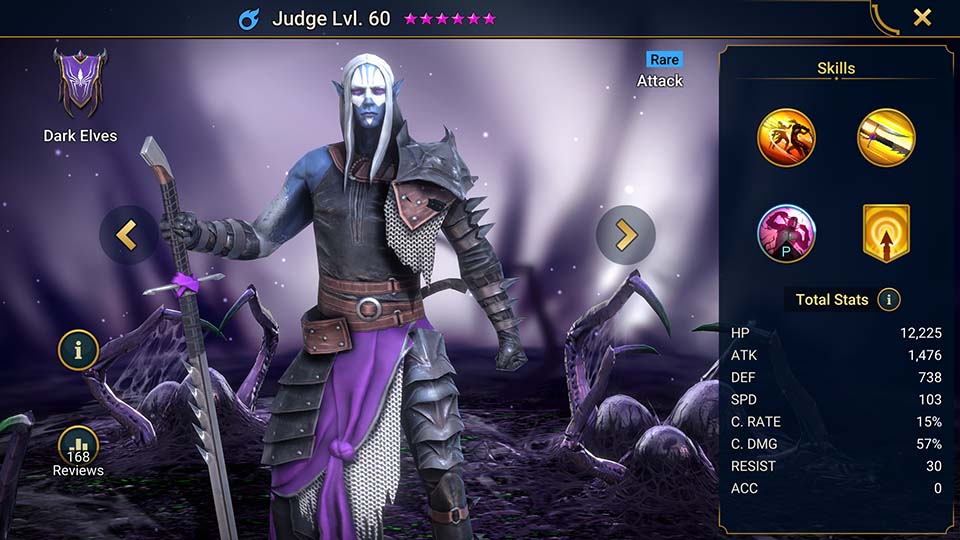 Judge Lvl. 60
Dark Elves
Rare
Attack
168
Reviews
Skills
P
Total Stats
HP 12,225
ATK 1,476
DEF 738
SPD 103
C. RATE 15%
C. DMG 57%
RESIST 30
ACC 0